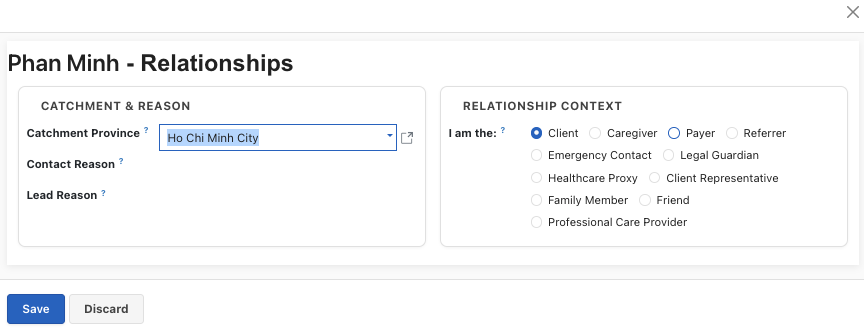 Phan Minh - Relationships
CATCHMENT & REASON
Catchment Province ?
Ho Chi Minh City
Contact Reason ?
Lead Reason ?
RELATIONSHIP CONTEXT
I am the: ?
Client Caregiver Payer Referrer
Emergency Contact Legal Guardian
Healthcare Proxy Client Representative
Family Member Friend
Professional Care Provider
Save Discard